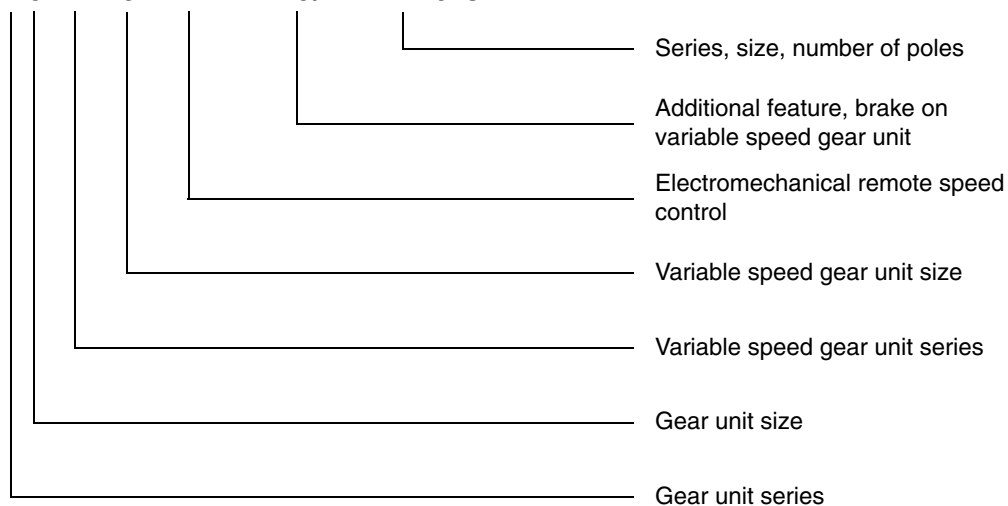 Series, size, number of poles
Additional feature, brake on
variable speed gear unit
Electromechanical remote speed
control
Variable speed gear unit size
Variable speed gear unit series
Gear unit size
Gear unit series